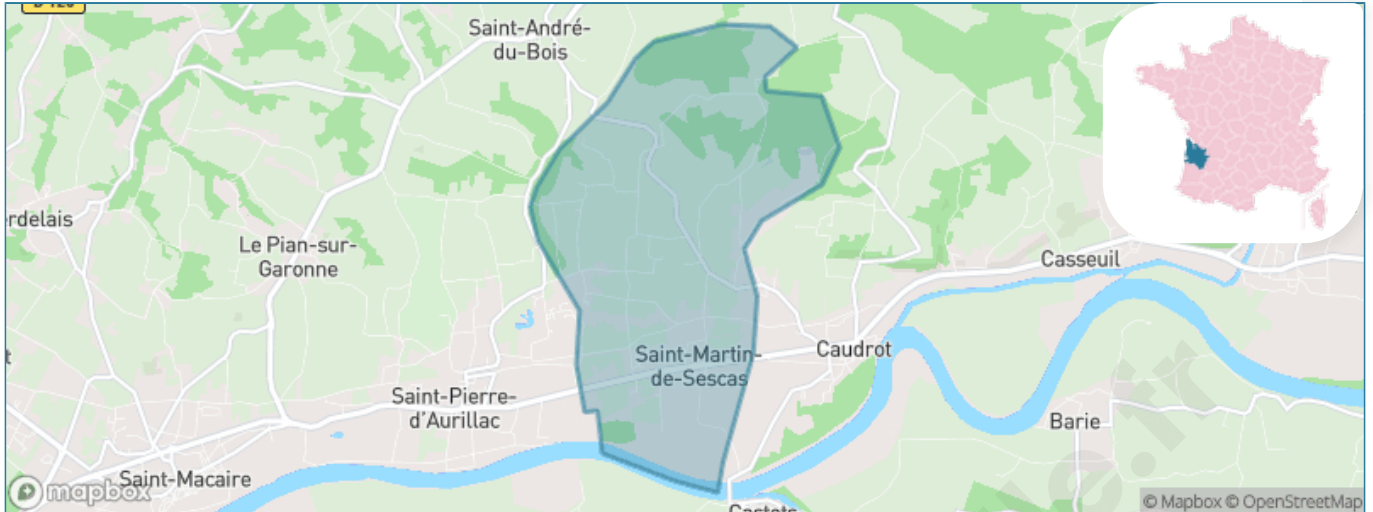 Saint-André-
du-Bois
erdelais
Le Pian-sur-
Garonne
Casseuil
Saint-Martin-
de-Sescas
Caudrot
Saint-Pierre-
d'Aurillac
Barie
Saint-Macaire
mapbox
© Mapbox © OpenStreetMap